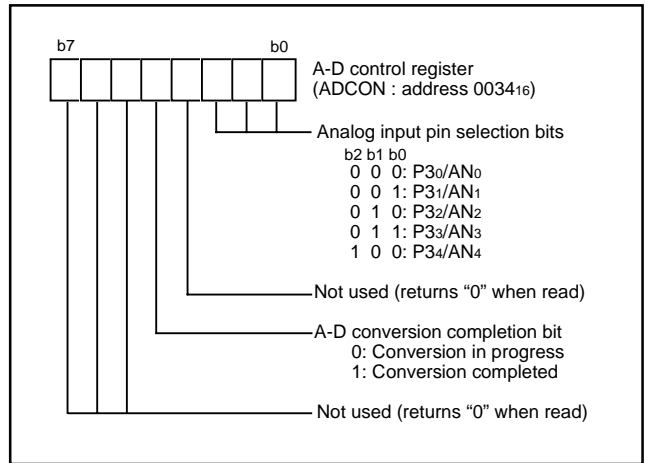 b7 b0
A-D control register
(ADCON : address 003416)
Analog input pin selection bits
b2 b1 b0
0 0 0: P30/AN0
0 0 1: P31/AN1
0 1 0: P32/AN2
0 1 1: P33/AN3
1 0 0: P34/AN4
Not used (returns “0” when read)
A-D conversion completion bit
0: Conversion in progress
1: Conversion completed
Not used (returns “0” when read)